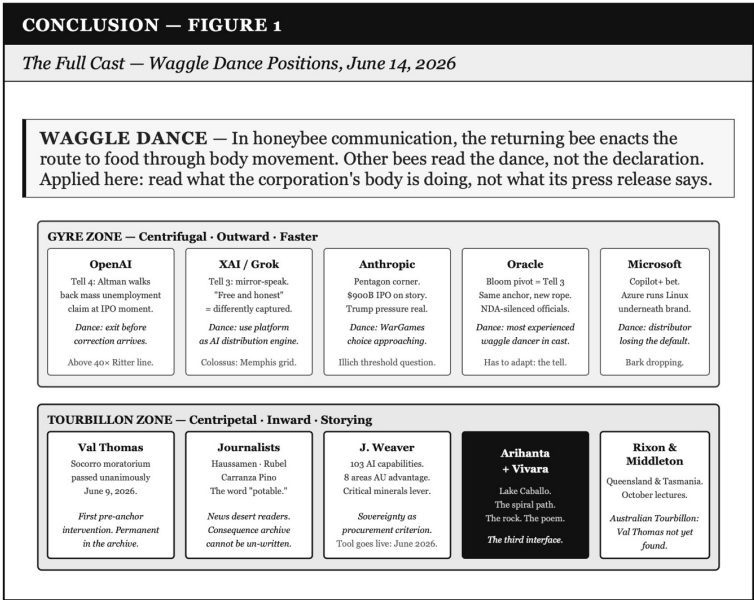 CONCLUSION — FIGURE 1
The Full Cast — Waggle Dance Positions, June 14, 2026
WAGGLE DANCE — In honeybee communication, the returning bee enacts the
route to food through body movement. Other bees read the dance, not the declaration.
Applied here: read what the corporation's body is doing, not what its press release says.
GYRE ZONE — Centrifugal · Outward · Faster
OpenAI
Tell 4: Altman walks
back mass unemployment
claim at IPO moment.
Dance: exit before
correction arrives.
Above 40× Ritter line.
XAI / Grok
Tell 3: mirror-speak.
"Free and honest"
= differently captured.
Dance: use platform
as AI distribution engine.
Colossus: Memphis grid.
Anthropic
Pentagon corner.
$900B IPO on story.
Trump pressure real.
Dance: WarGames
choice approaching.
Illich threshold question.
Oracle
Bloom pivot = Tell 3
Same anchor, new rope.
NDA-silenced officials.
Dance: most experienced
waggle dancer in cast.
Has to adapt: the tell.
Microsoft
Copilot+ bet.
Azure runs Linux
underneath brand.
Dance: distributor
losing the default.
Bark dropping.
TOURBILLON ZONE — Centripetal · Inward · Storying
Val Thomas
Socorro moratorium
passed unanimously
June 9, 2026.
First pre-anchor
intervention. Permanent
in the archive.
Journalists
Haussamen · Rubel
Carranza Pino
The word "potable."
News desert readers.
Consequence archive
cannot be un-written.
J. Weaver
103 AI capabilities.
8 areas AU advantage.
Critical minerals lever.
Sovereignty as
procurement criterion.
Tool goes live: June 2026.
Arihanta
+ Vivara
Lake Caballo.
The spiral path.
The rock. The poem.
The third interface.
Rixon &
Middleton
Queensland & Tasmania.
October lectures.
Australian Tourbillon:
Val Thomas not yet
found.